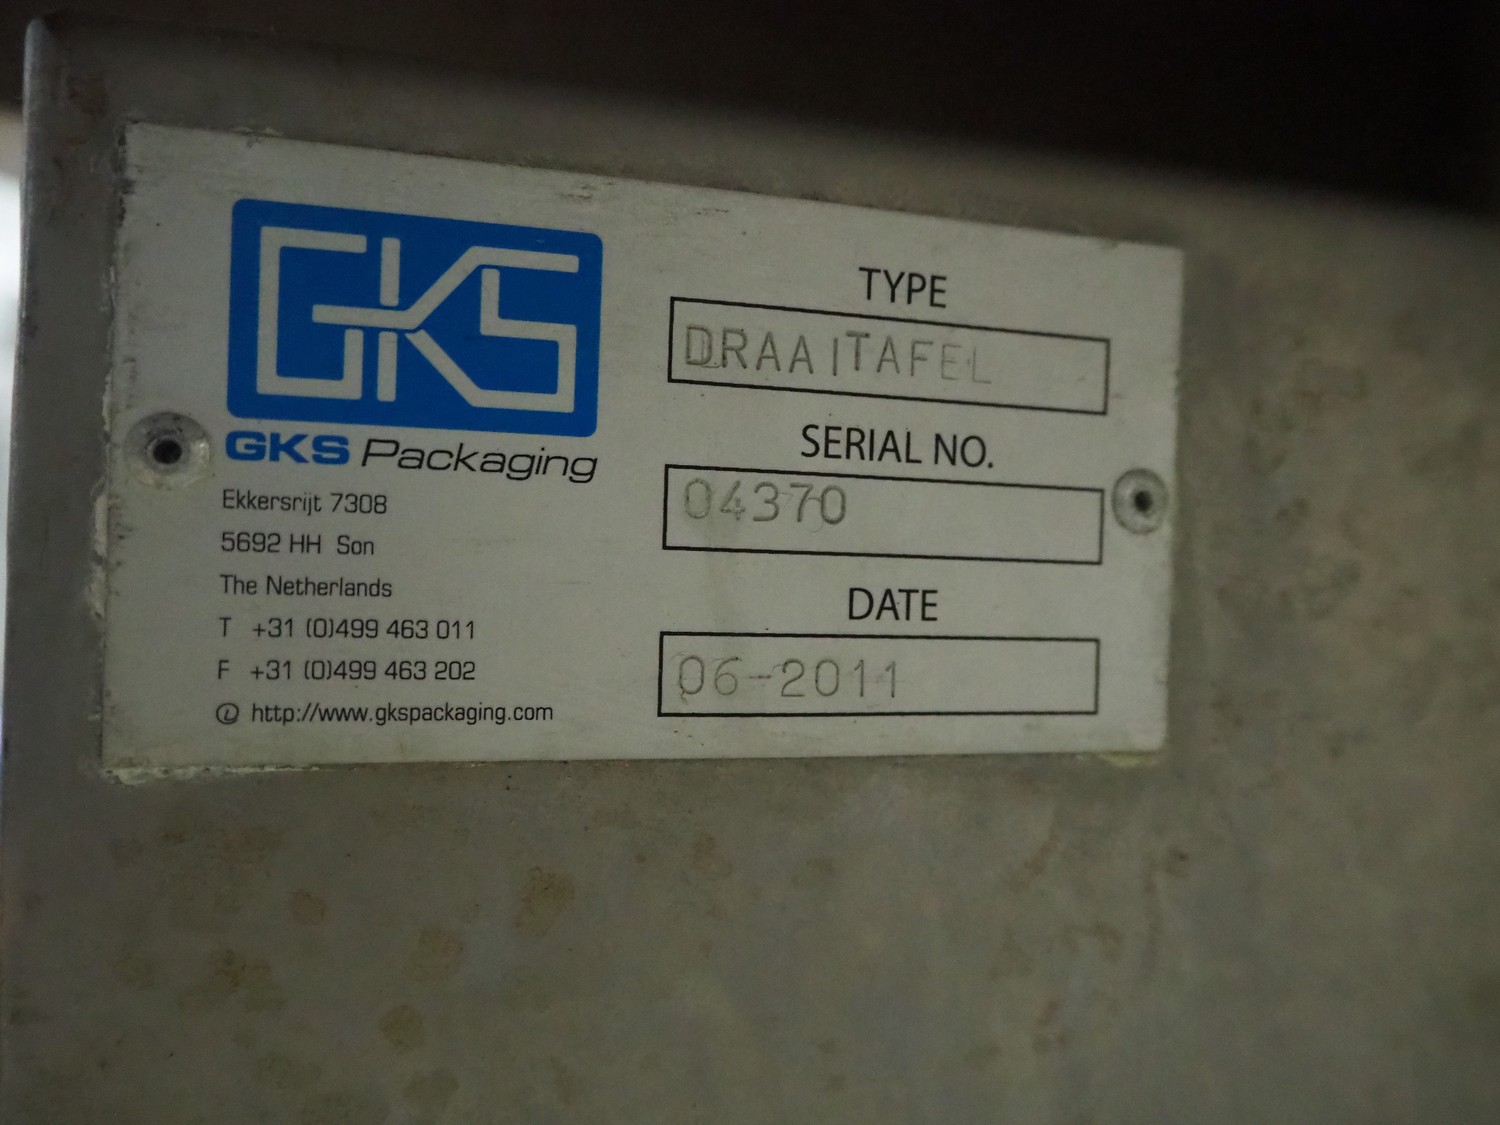 GKS
GKS Packaging
Ekkersrijt 7308
5692 HH Son
The Netherlands
T +31 (0)499 463 011
F +31 (0)499 463 202
http://www.gkspackaging.com
TYPE
DRAAITAFEL
SERIAL NO.
04370
DATE
06-2011